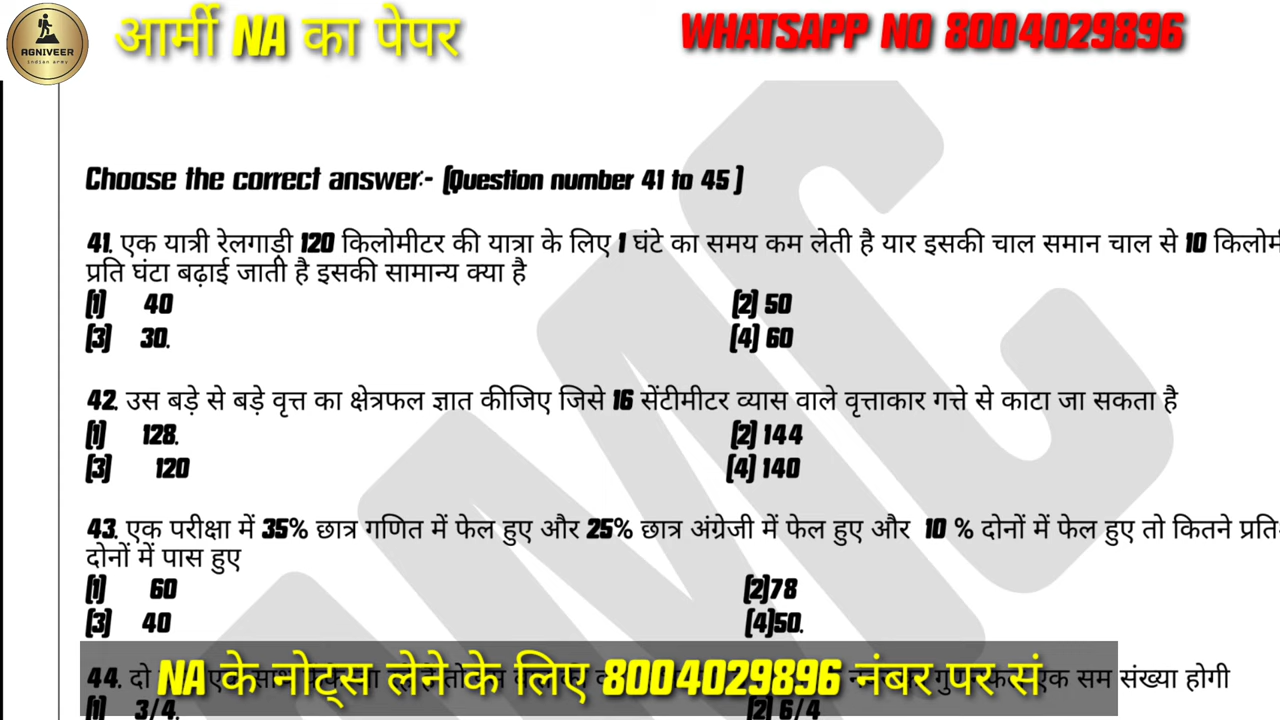 AGNIVEER
indian army
आर्मी NA का पेपर
WHATSAPP NO 8004029896
Choose the correct answer:- (Question number 41 to 45 )
41. एक यात्री रेलगाड़ी 120 किलोमीटर की यात्रा के लिए 1 घंटे का समय कम लेती है यार इसकी चाल समान चाल से 10
प्रति घंटा बढ़ाई जाती है इसकी सामान्य क्या है
(1) 40 (2) 50
(3) 30. (4) 60
42. उस बड़े से बड़े वृत्त का क्षेत्रफल ज्ञात कीजिए जिसे 16 सेंटीमीटर व्यास वाले वृत्ताकार गत्ते से काटा जा सकता है
(1) 128. (2) 144
(3) 120 (4) 140
43. एक परीक्षा में 35% छात्र गणित में फेल हुए और 25% छात्र अंग्रेजी में फेल हुए और 10 % दोनों में फेल हुए तो कितने
दोनों में पास हुए
(1) 60 (2)78
(3) 40 (4)50.
44. दो एक सम संख्या होगी
NA के नोट्स लेने के लिए 8004029896 नंबर पर सं
(1) 3/4. (2) 6/4